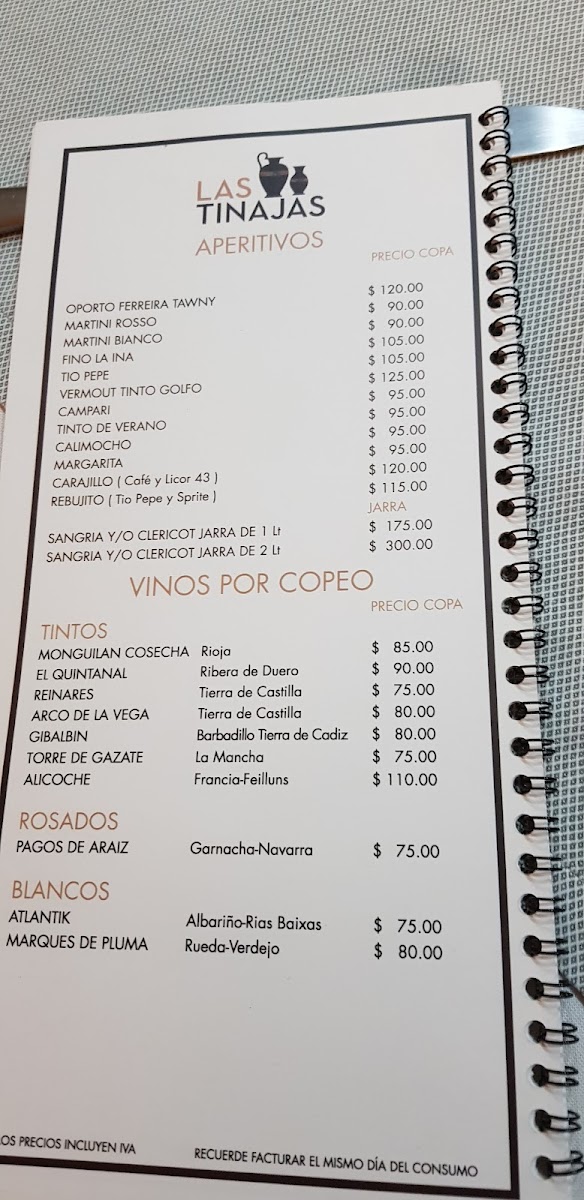 LAS
TINAJAS
APERITIVOS
PRECIO COPA
OPORTO FERREIRA TAWNY $ 120.00
MARTINI ROSSO $ 90.00
MARTINI BIANCO $ 90.00
FINO LA INA $ 105.00
TIO PEPE $ 105.00
VERMOUT TINTO GOLFO $ 125.00
CAMPARI $ 95.00
TINTO DE VERANO $ 95.00
CALIMOCHO $ 95.00
MARGARITA $ 95.00
CARAJILLO ( Café y Licor 43 ) $ 120.00
REBUJITO ( Tio Pepe y Sprite ) $ 115.00
JARRA
SANGRIA Y/O CLERICOT JARRA DE 1 Lt $ 175.00
SANGRIA Y/O CLERICOT JARRA DE 2 Lt $ 300.00
VINOS POR COPEO
PRECIO COPA
TINTOS
MONGUILAN COSECHA Rioja $ 85.00
EL QUINTANAL Ribera de Duero $ 90.00
REINARES Tierra de Castilla $ 75.00
ARCO DE LA VEGA Tierra de Castilla $ 80.00
GIBALBIN Barbadillo Tierra de Cadiz $ 80.00
TORRE DE GAZATE La Mancha $ 75.00
ALICOCHE Francia-Feilluns $ 110.00
ROSADOS
PAGOS DE ARAIZ Garnacha-Navarra $ 75.00
BLANCOS
ATLANTIK Albariño-Rias Baixas $ 75.00
MARQUES DE PLUMA Rueda-Verdejo $ 80.00
LOS PRECIOS INCLUYEN IVA RECUERDE FACTURAR EL MISMO DÍA DEL CONSUMO